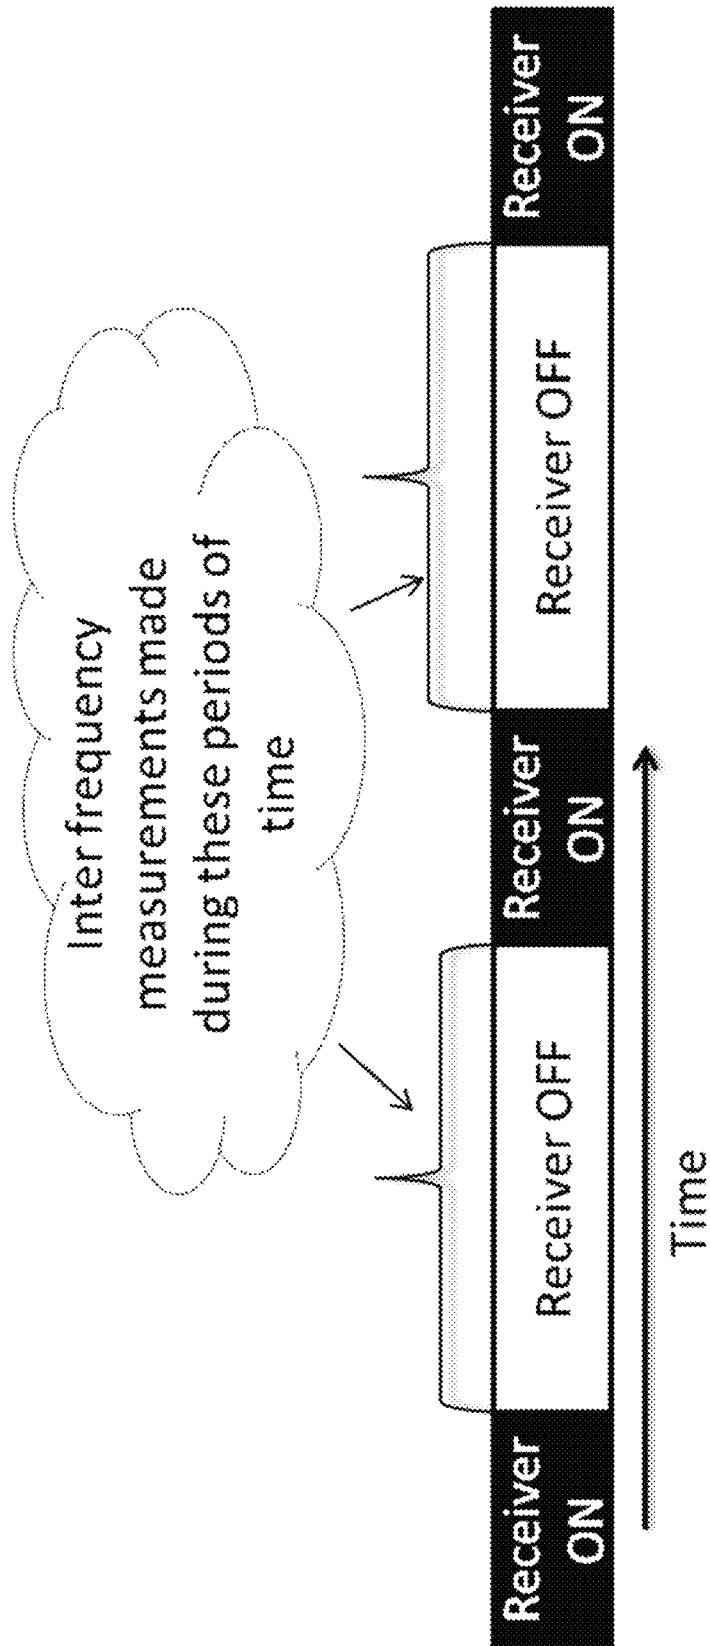 Inter frequency
measurements made
during these periods of
time
Receiver
ON
Receiver OFF
Receiver
ON
Receiver OFF
Receiver
ON
Time